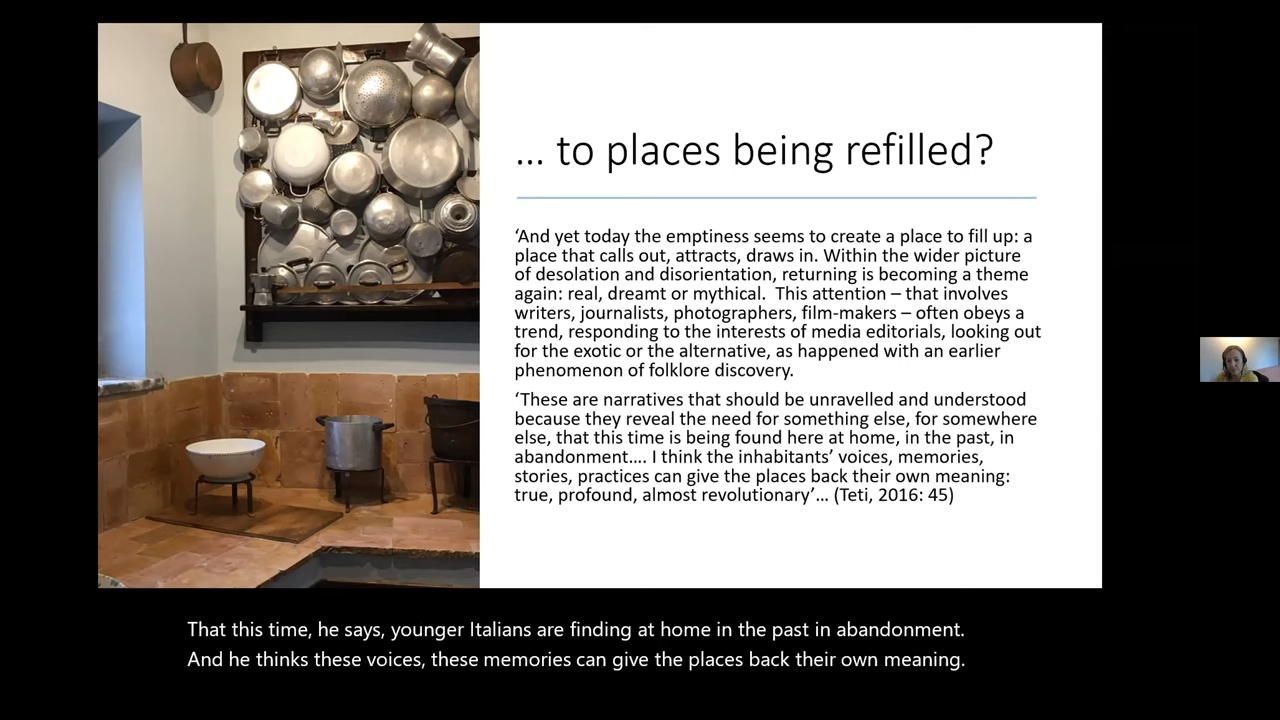 ... to places being refilled?
‘And yet today the emptiness seems to create a place to fill up: a
place that calls out, attracts, draws in. Within the wider picture
of desolation and disorientation, returning is becoming a theme
again: real, dreamt or mythical.  This attention – that involves
writers, journalists, photographers, film-makers – often obeys a
trend, responding to the interests of media editorials, looking out
for the exotic or the alternative, as happened with an earlier
phenomenon of folklore discovery.
‘These are narratives that should be unravelled and understood
because they reveal the need for something else, for somewhere
else, that this time is being found here at home, in the past, in
abandonment.... I think the inhabitants’ voices, memories,
stories, practices can give the places back their own meaning:
true, profound, almost revolutionary’... (Teti, 2016: 45)
That this time, he says, younger Italians are finding at home in the past in abandonment.
And he thinks these voices, these memories can give the places back their own meaning.